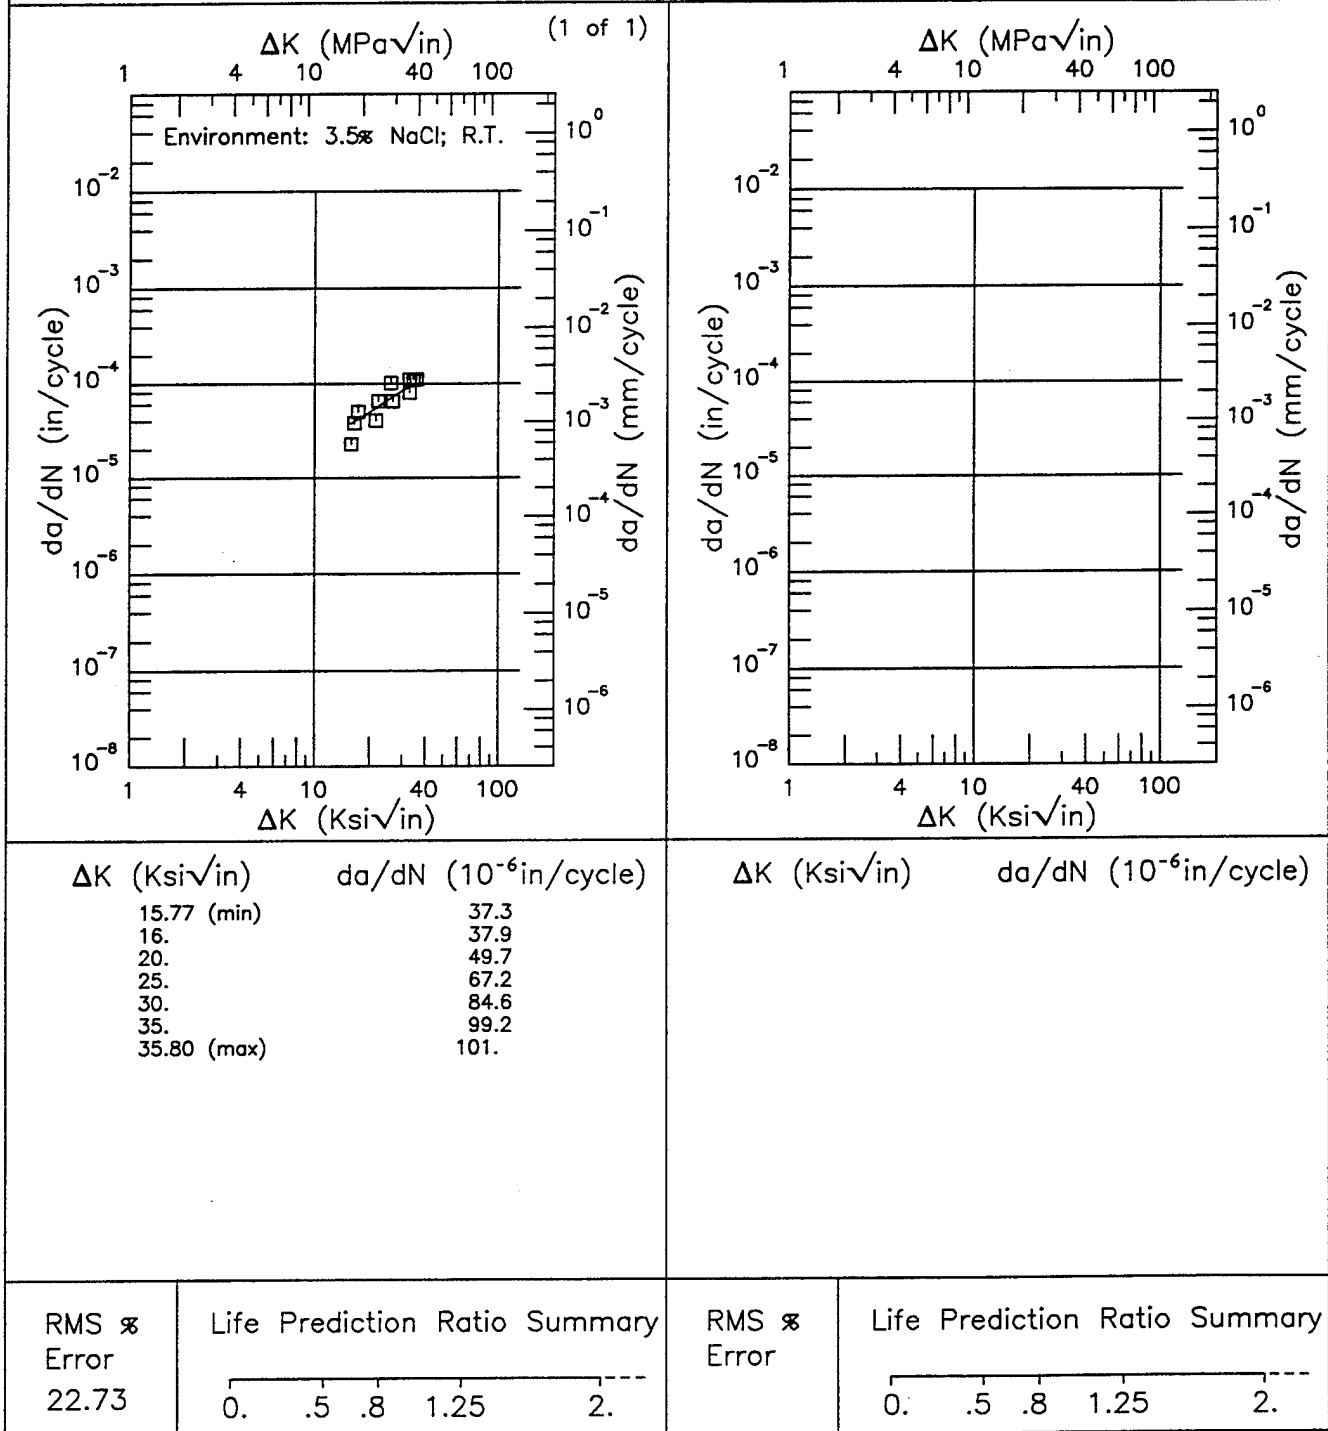 (1 of 1)
ΔK (MPa√in)
1 4 10 40 100
Environment: 3.5% NaCl; R.T.
da/dN (in/cycle)
10⁻²
10⁻³
10⁻⁴
10⁻⁵
10⁻⁶
10⁻⁷
10⁻⁸
10⁰
10⁻¹
10⁻²
10⁻³
10⁻⁴
10⁻⁵
10⁻⁶
da/dN (mm/cycle)
1 4 10 40 100
ΔK (Ksi√in)
ΔK (MPa√in)
1 4 10 40 100
da/dN (in/cycle)
10⁻²
10⁻³
10⁻⁴
10⁻⁵
10⁻⁶
10⁻⁷
10⁻⁸
10⁰
10⁻¹
10⁻²
10⁻³
10⁻⁴
10⁻⁵
10⁻⁶
da/dN (mm/cycle)
1 4 10 40 100
ΔK (Ksi√in)
ΔK (Ksi√in) da/dN (10⁻⁶in/cycle)
15.77 (min) 37.3
16. 37.9
20. 49.7
25. 67.2
30. 84.6
35. 99.2
35.80 (max) 101.
ΔK (Ksi√in) da/dN (10⁻⁶in/cycle)
RMS %
Error
22.73
Life Prediction Ratio Summary
0. .5 .8 1.25 2.
RMS %
Error
Life Prediction Ratio Summary
0. .5 .8 1.25 2.